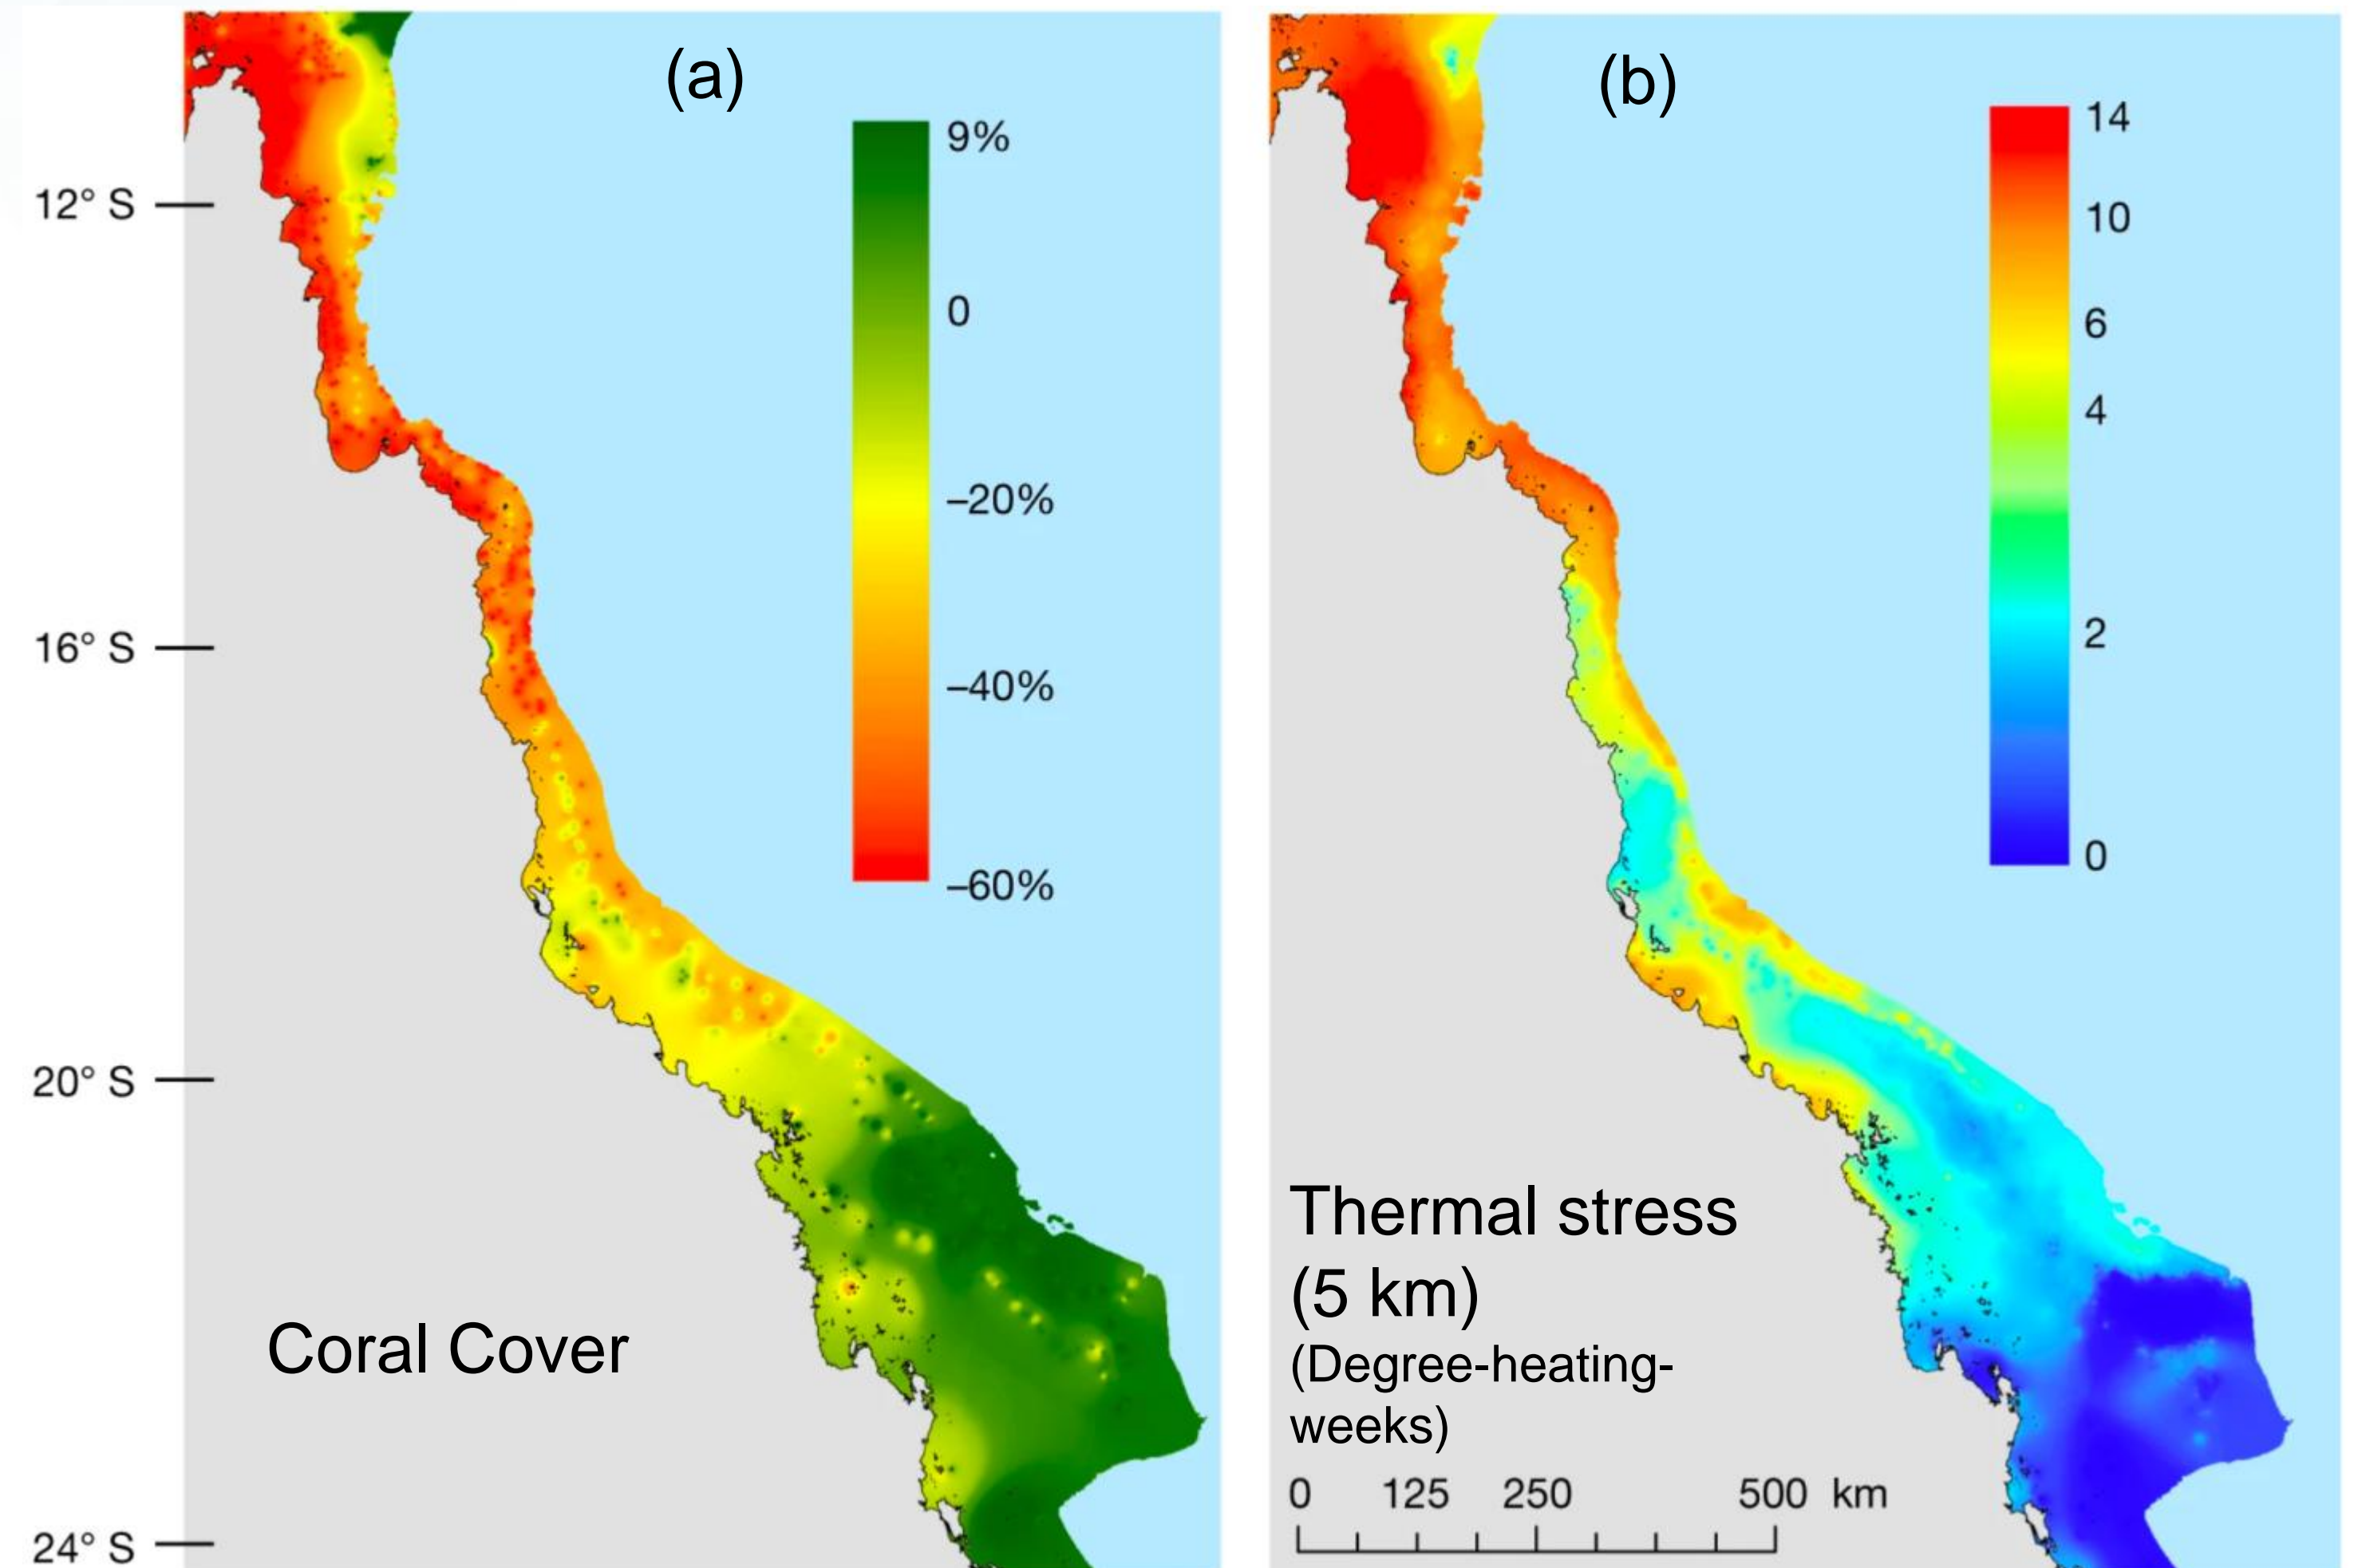 (a)
9%
0
–20%
–40%
–60%
12° S
16° S
20° S
24° S
Coral Cover
(b)
14
10
6
4
2
0
Thermal stress
(5 km)
(Degree-heating-
weeks)
0 125 250 500 km